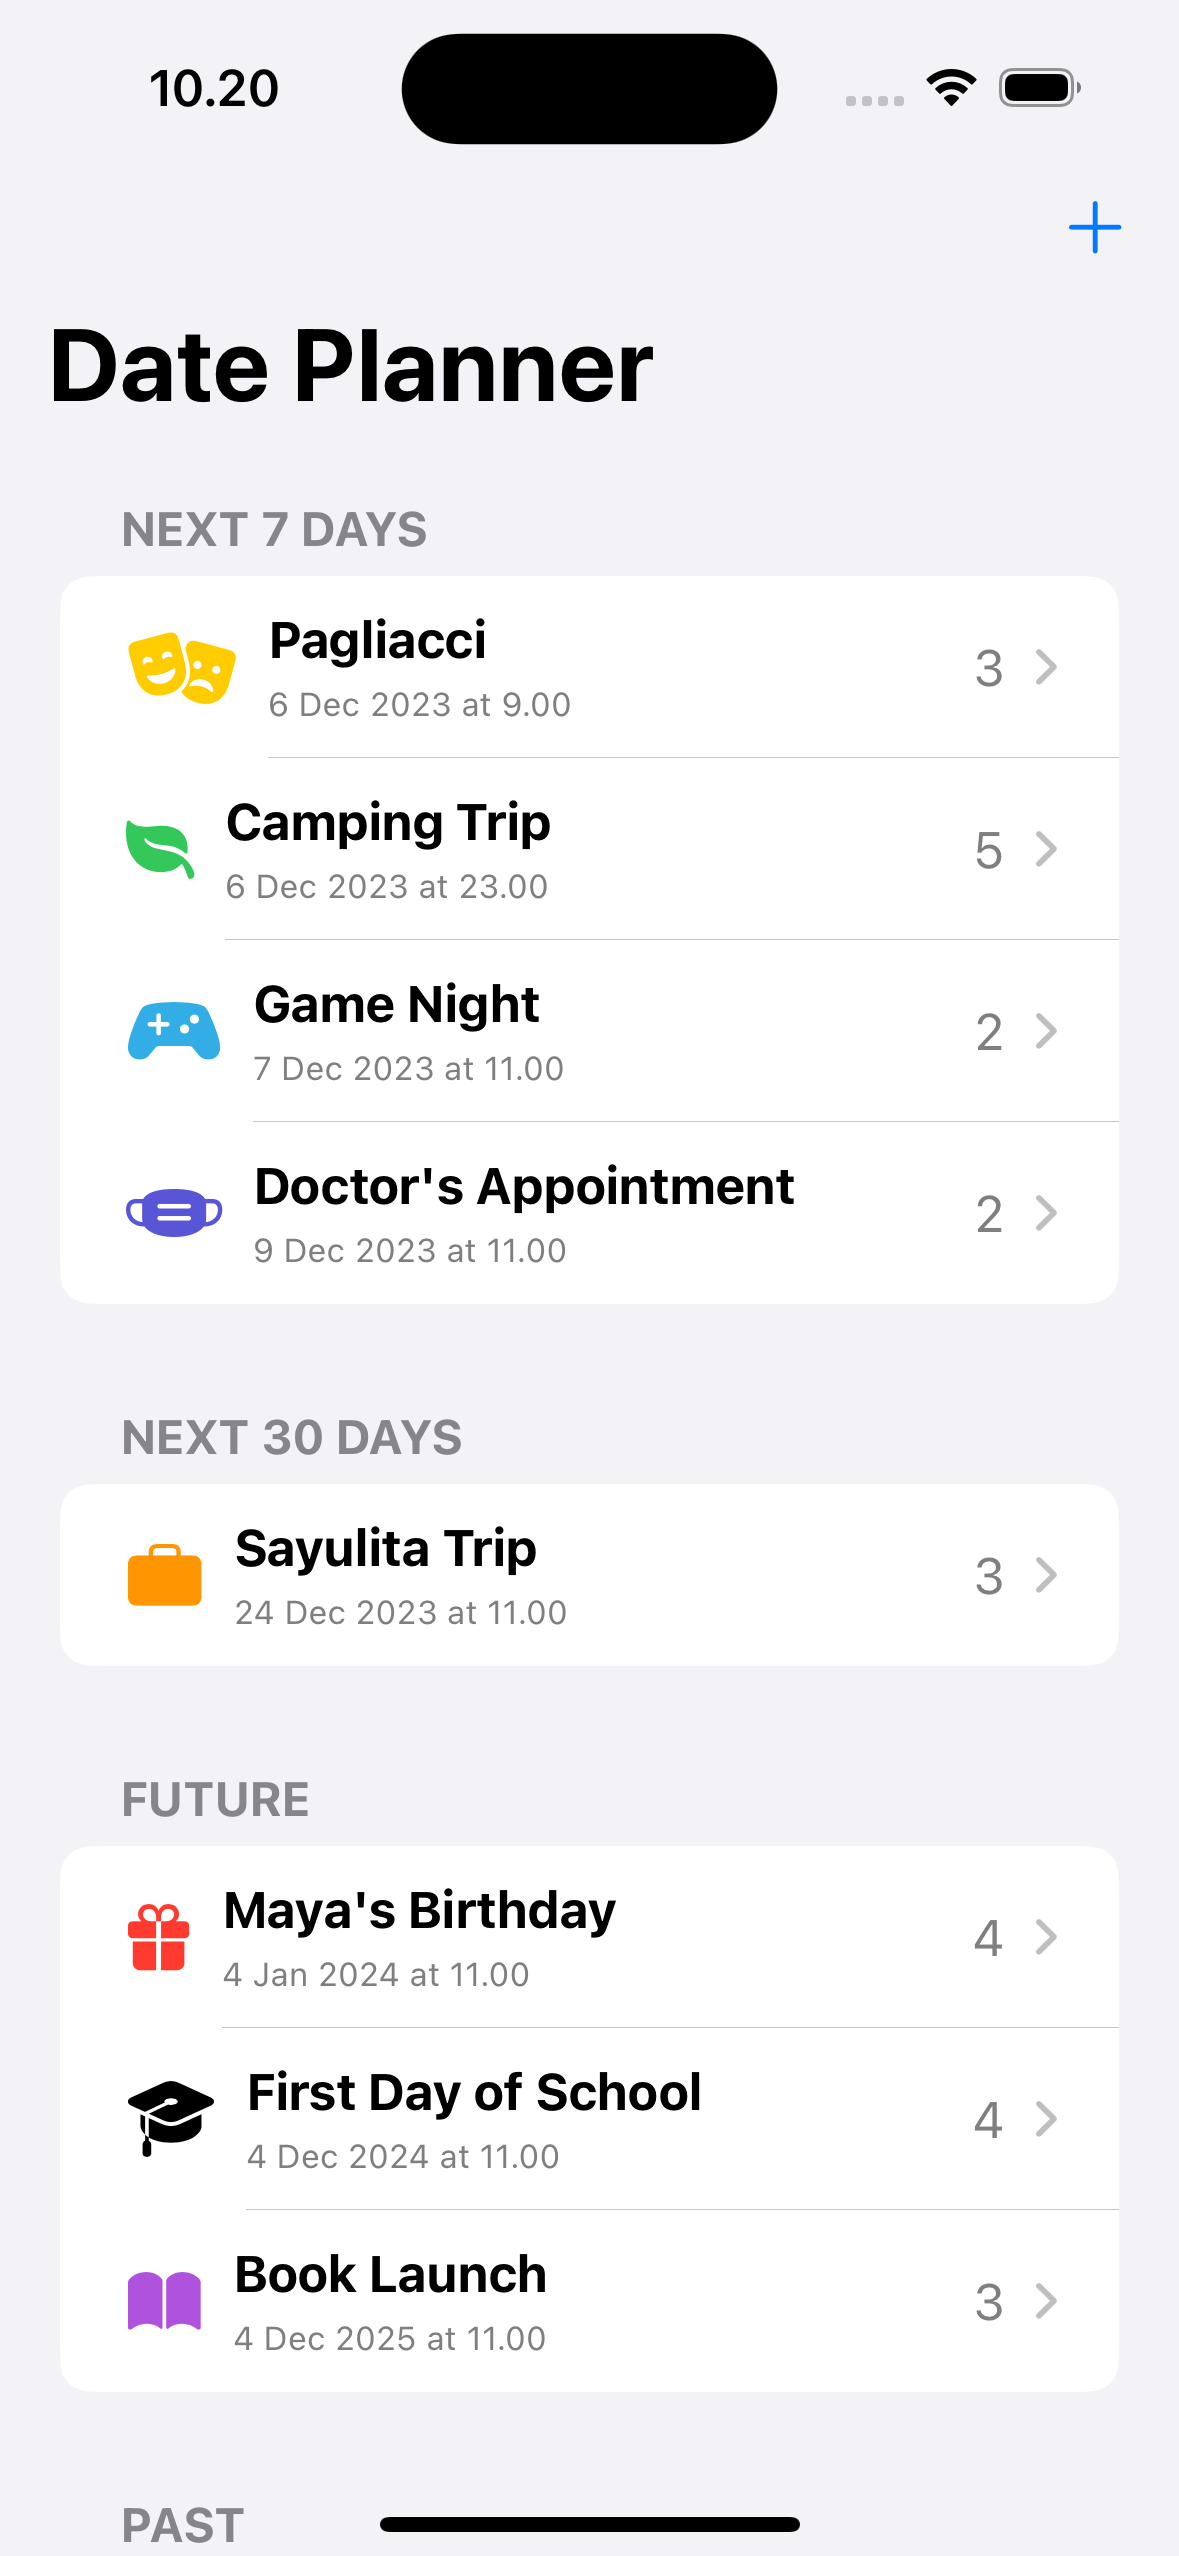 10.20
Date Planner
NEXT 7 DAYS
Pagliacci
6 Dec 2023 at 9.00
3
Camping Trip
6 Dec 2023 at 23.00
5
Game Night
7 Dec 2023 at 11.00
2
Doctor's Appointment
9 Dec 2023 at 11.00
2
NEXT 30 DAYS
Sayulita Trip
24 Dec 2023 at 11.00
3
FUTURE
Maya's Birthday
4 Jan 2024 at 11.00
4
First Day of School
4 Dec 2024 at 11.00
4
Book Launch
4 Dec 2025 at 11.00
3
PAST